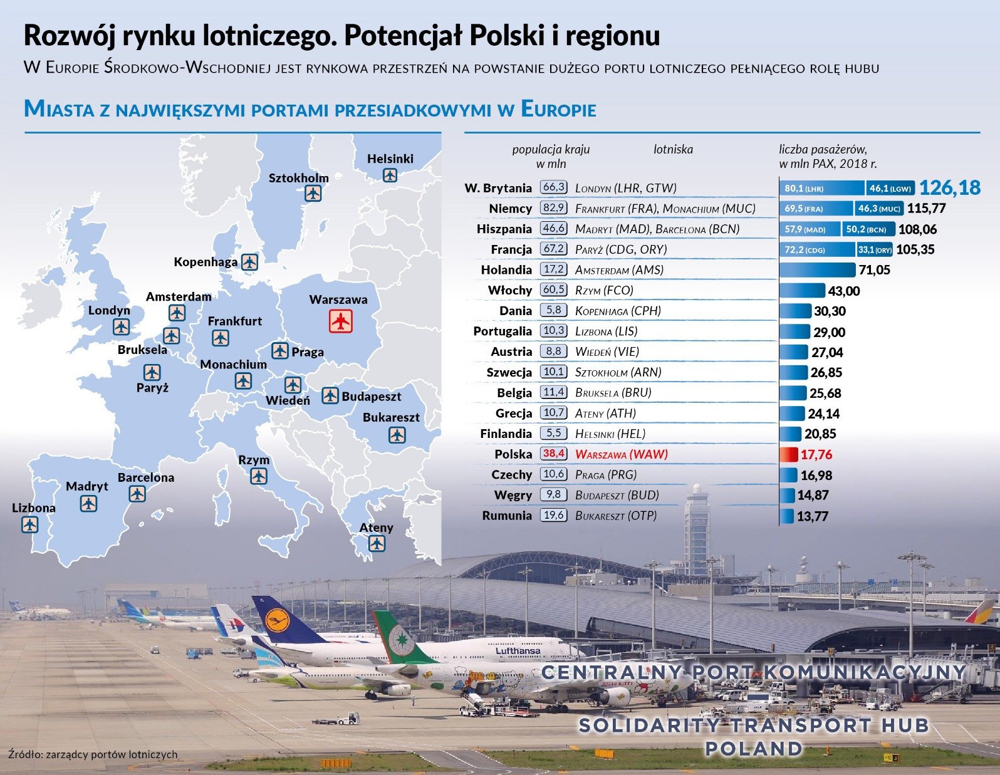 Rozwój rynku lotniczego. Potencjał Polski i regionu
W Europie Środkowo-Wschodniej jest rynkowa przestrzeń na powstanie dużego portu lotniczego pełniącego rolę hubu
Miasta z największymi portami przesiadkowymi w Europie
Helsinki
Sztokholm
Kopenhaga
Amsterdam
Warszawa
Londyn
Frankfurt
Bruksela
Praga
Monachium
Paryż
Wiedeń
Budapeszt
Bukareszt
Rzym
Barcelona
Madryt
Lizbona
Ateny
populacja kraju
w mln
lotniska
liczba pasażerów,
w mln PAX, 2018 r.
W. Brytania 66,3 Londyn (LHR, GTW) 80,1 (LHR) 46,1 (LGW) 126,18
Niemcy 82,9 Frankfurt (FRA), Monachium (MUC) 69,5 (FRA) 46,3 (MUC) 115,77
Hiszpania 46,6 Madryt (MAD), Barcelona (BCN) 57,9 (MAD) 50,2 (BCN) 108,06
Francja 67,2 Paryż (CDG, ORY) 72,2 (CDG) 33,1 (ORY) 105,35
Holandia 17,2 Amsterdam (AMS) 71,05
Włochy 60,5 Rzym (FCO) 43,00
Dania 5,8 Kopenhaga (CPH) 30,30
Portugalia 10,3 Lizbona (LIS) 29,00
Austria 8,8 Wiedeń (VIE) 27,04
Szwecja 10,1 Sztokholm (ARN) 26,85
Belgia 11,4 Bruksela (BRU) 25,68
Grecja 10,7 Ateny (ATH) 24,14
Finlandia 5,5 Helsinki (HEL) 20,85
Polska 38,4 Warszawa (WAW) 17,76
Czechy 10,6 Praga (PRG) 16,98
Węgry 9,8 Budapeszt (BUD) 14,87
Rumunia 19,6 Bukareszt (OTP) 13,77
Lufthansa
HELLO KITTY
CENTRALNY PORT KOMUNIKACYJNY
SOLIDARITY TRANSPORT HUB
POLAND
Źródło: zarządcy portów lotniczych